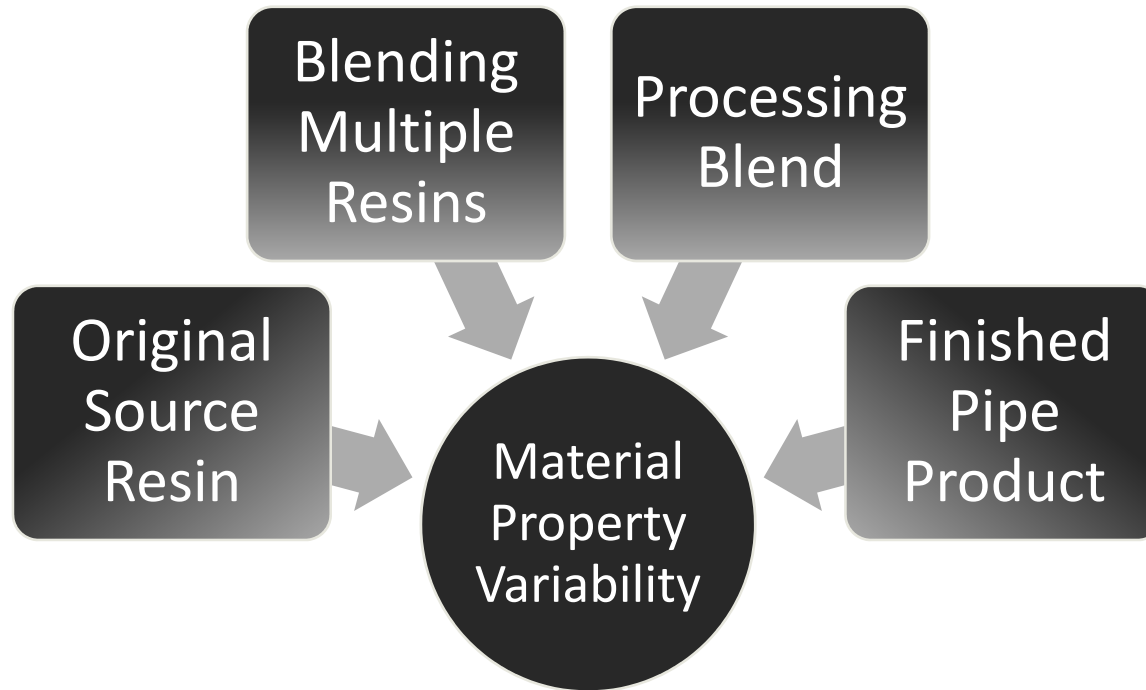 Blending
Multiple
Resins
Processing
Blend
Original
Source
Resin
Finished
Pipe
Product
Material
Property
Variability